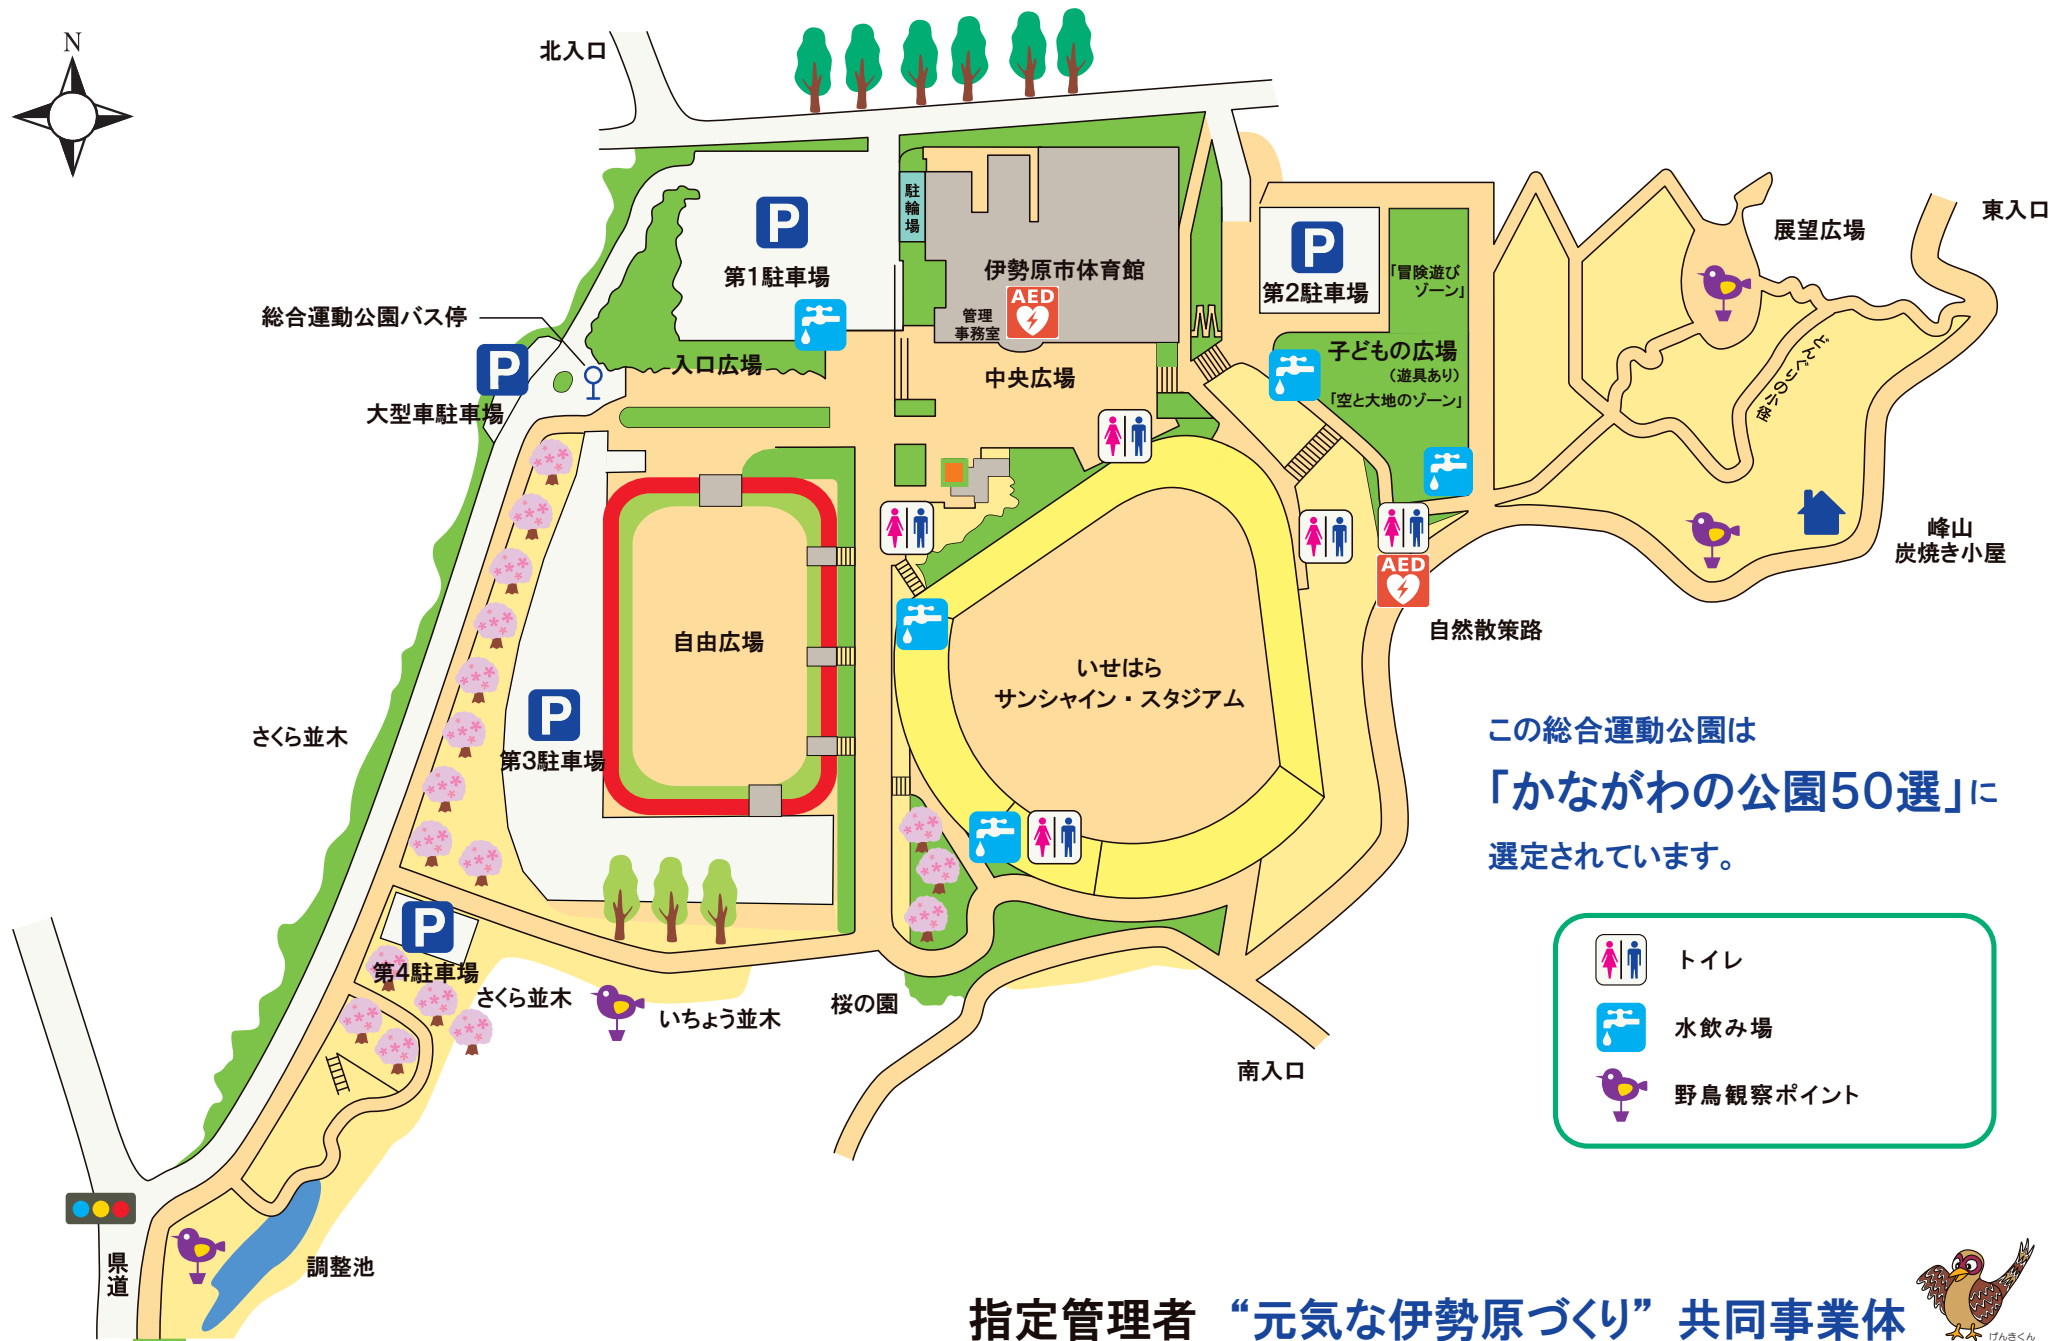 N
北入口
東入口
展望広場
駐輪場
P
第1駐車場
伊勢原市体育館
AED
管理
事務室
P
第2駐車場
「冒険遊び
ゾーン」
総合運動公園バス停
P
大型車駐車場
入口広場
中央広場
子どもの広場
（遊具あり）
「空と大地のゾーン」
どんぐりの小径
峰山
炭焼き小屋
AED
自然散策路
自由広場
いせはら
サンシャイン・スタジアム
さくら並木
P
第3駐車場
この総合運動公園は
「かながわの公園50選」に
選定されています。
P
第4駐車場
さくら並木
いちょう並木
桜の園
南入口
トイレ
水飲み場
野鳥観察ポイント
県道
調整池
指定管理者 “元気な伊勢原づくり” 共同事業体
げんきくん